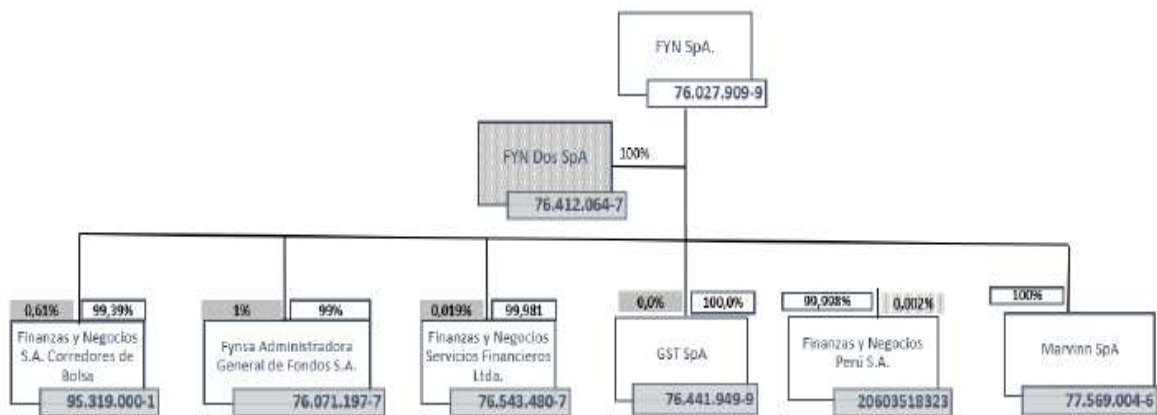 FYN SpA.
76.027.909-9
FYN Dos SpA
100%
76.412.064-7
0,61% 99,39%
Finanzas y Negocios
S.A. Corredores de
Bolsa
95.319.000-1
1% 99%
Fynsa Administradora
General de Fondos S.A.
76.071.197-7
0,019% 99,981
Finanzas y Negocios
Servicios Financieros
Ltda.
76.543.480-7
0,0% 100,0%
GST SpA
76.441.949-9
99,998% 0,002%
Finanzas y Negocios
Perú S.A.
20603518323
100%
Marvinn SpA
77.569.004-6